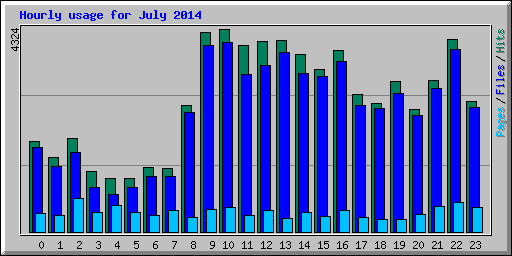 Hourly usage for July 2014
4324
Pages / Files / Hits
0 1 2 3 4 5 6 7 8 9 10 11 12 13 14 15 16 17 18 19 20 21 22 23